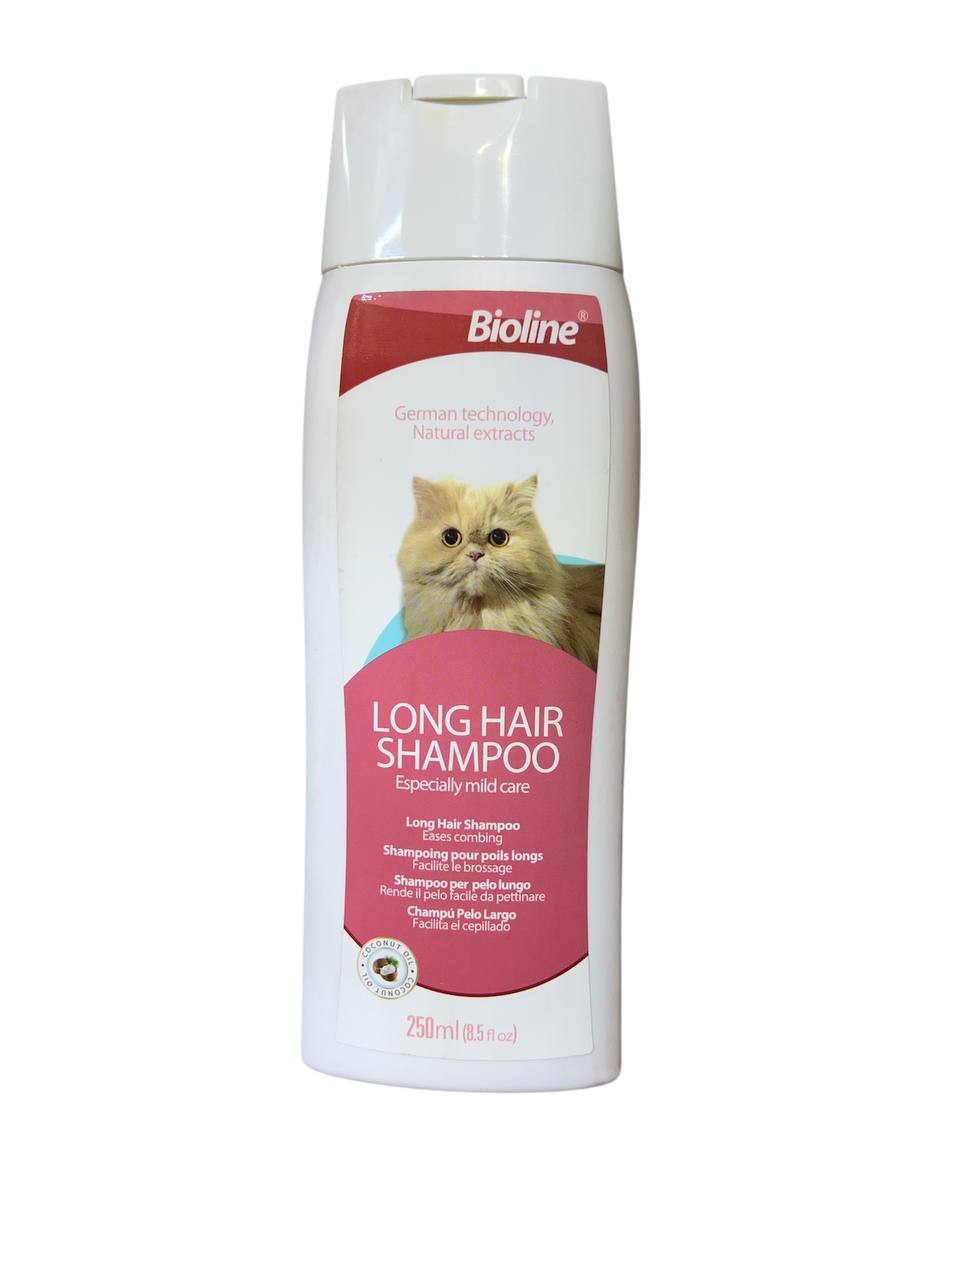 Bioline®
German technology,
Natural extracts
LONG HAIR
SHAMPOO
Especially mild care
Long Hair Shampoo
Eases combing
Shampoing pour poils longs
Facilite le brossage
Shampoo per pelo lungo
Rende il pelo facile da pettinare
Champú Pelo Largo
Facilita el cepillado
COCONUT OIL • COCONUT OIL •
250ml (8.5 fl oz)